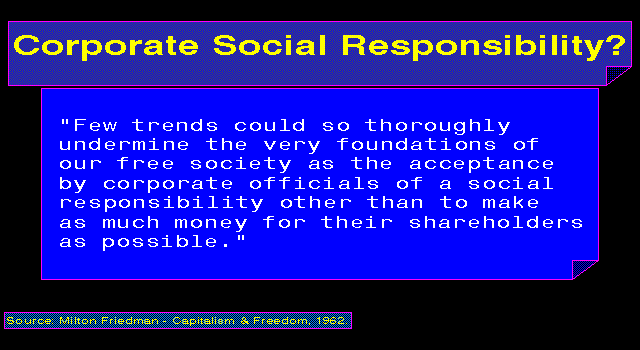 Corporate Social Responsibility?
"Few trends could so thoroughly
undermine the very foundations of
our free society as the acceptance
by corporate officials of a social
responsibility other than to make
as much money for their shareholders
as possible."
Source: Milton Friedman - Capitalism & Freedom, 1962.